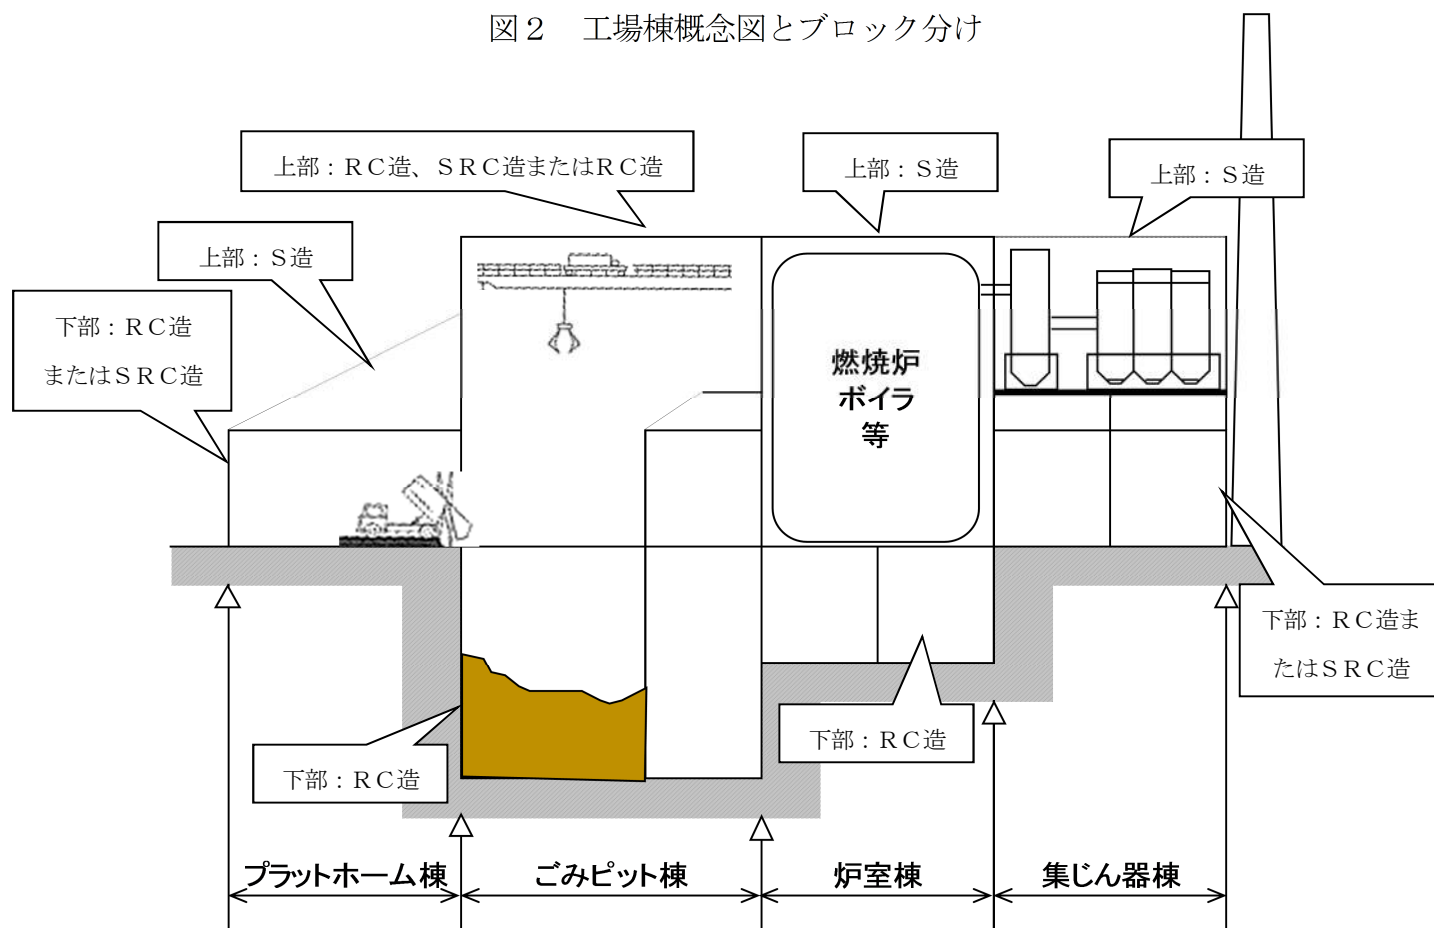 図２　工場棟概念図とブロック分け
上部：ＲＣ造、ＳＲＣ造またはＲＣ造
上部：Ｓ造
上部：Ｓ造
上部：Ｓ造
下部：ＲＣ造
またはＳＲＣ造
燃焼炉
ボイラ
等
下部：ＲＣ造ま
たはＳＲＣ造
下部：ＲＣ造
下部：ＲＣ造
プラットホーム棟
ごみピット棟
炉室棟
集じん器棟